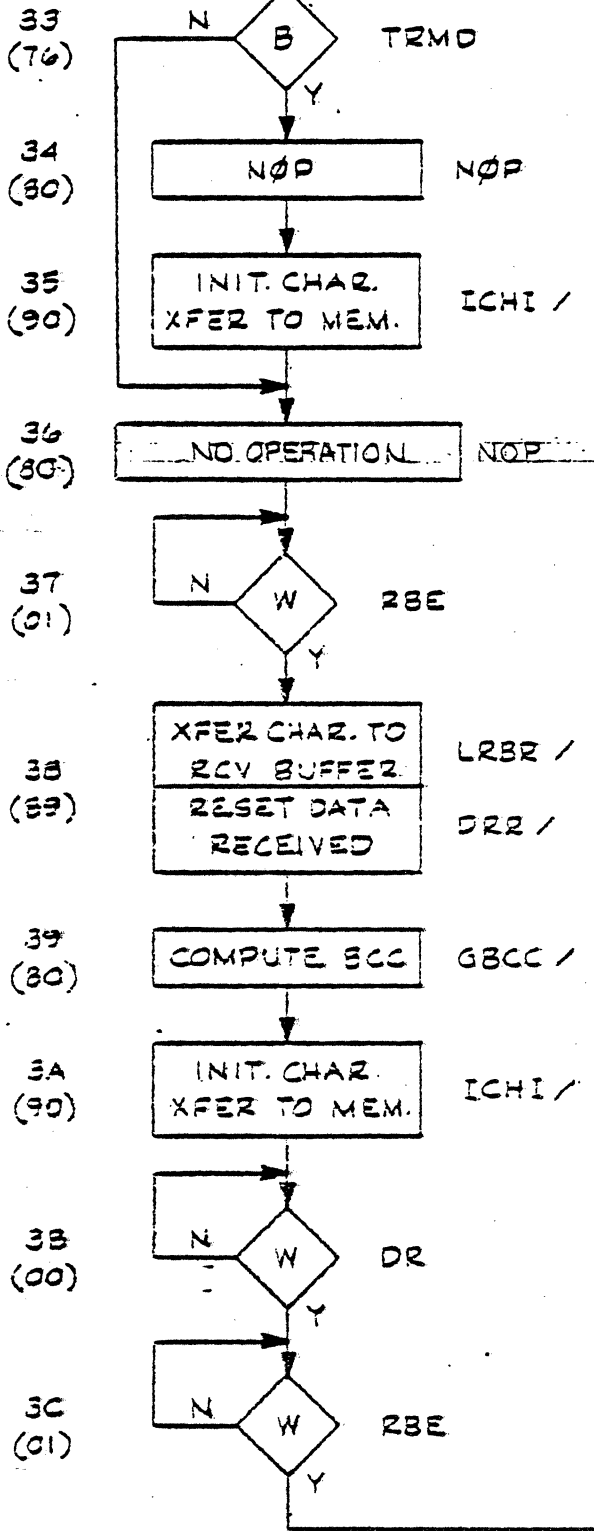 33 N B TRMD
(76)
Y
34 NØP NØP
(80)
35 INIT. CHAR. ICHI /
(90) XFER TO MEM.
36 NO OPERATION NOP
(80)
37 N W RBE
(01)
Y
38 XFER CHAR. TO LRBR /
(89) RCV BUFFER
RESET DATA DRR /
RECEIVED
39 COMPUTE BCC GBCC /
(80)
3A INIT. CHAR. ICHI /
(90) XFER TO MEM.
3B N W DR
(00)
Y
3C N W RBE
(01)
Y